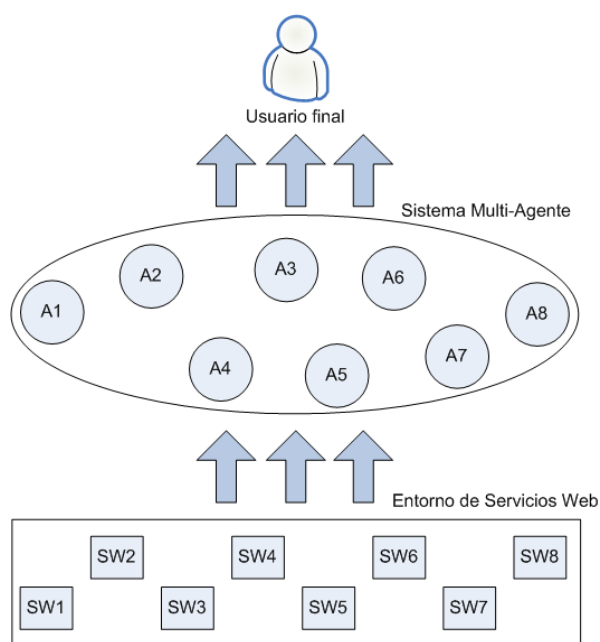 Usuario final
Sistema Multi-Agente
A1
A2
A3
A6
A8
A4
A5
A7
Entorno de Servicios Web
SW2
SW4
SW6
SW8
SW1
SW3
SW5
SW7